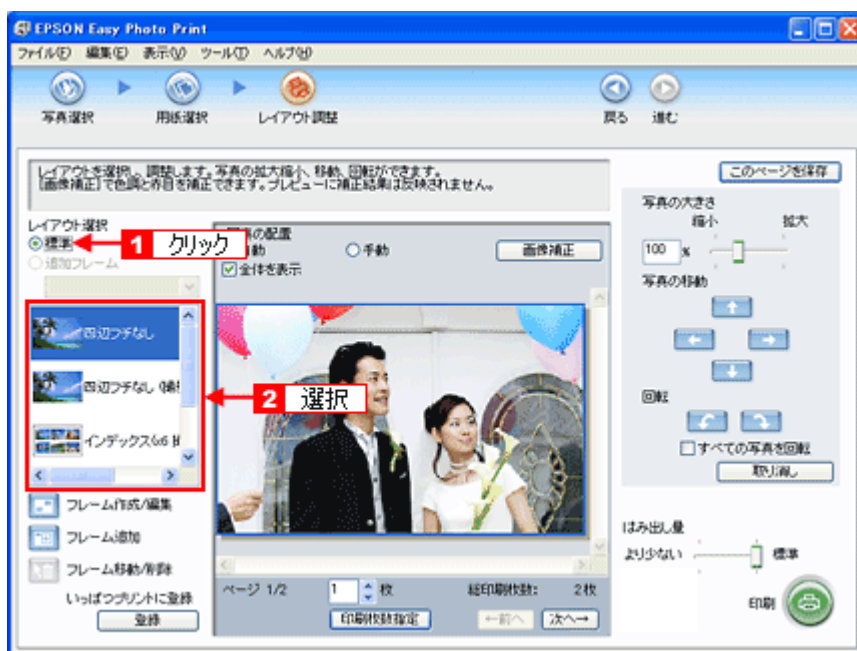 EPSON Easy Photo Print
ファイル(F) 編集(E) 表示(V) ツール(T) ヘルプ(H)
写真選択 用紙選択 レイアウト調整 戻る 進む
レイアウトを選択し、調整します。写真の拡大縮小、移動、回転ができます。
[画像補正]で色調と赤目を補正できます。プレビューに補正結果は反映されません。
このページを保存
レイアウト選択
標準
1 クリック
追加フレーム
の配置
手動
画像補正
全体を表示
四辺フチなし
四辺フチなし
インデックス(6x6
2 選択
フレーム作成/編集
フレーム追加
フレーム移動/削除
いっぱつプリントに登録
登録
ページ 1/2 1 枚 総印刷枚数: 2枚
印刷枚数指定 ←前へ 次へ→
写真の大きさ
縮小 拡大
100 %
写真の移動
回転
すべての写真を回転
取り消し
はみ出し量
より少ない 標準
印刷